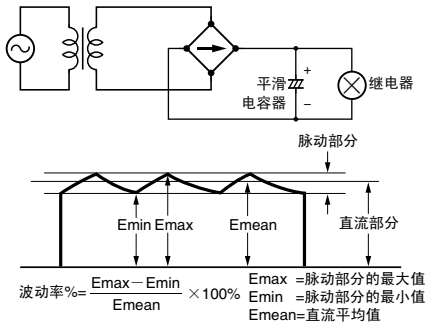 +
平滑
电容器
−
继电器
脉动部分
Emin Emax
Emean
直流部分
波动率%=Emax−Emin/Emean ×100%
Emax =脉动部分的最大值
Emin =脉动部分的最小值
Emean=直流平均值